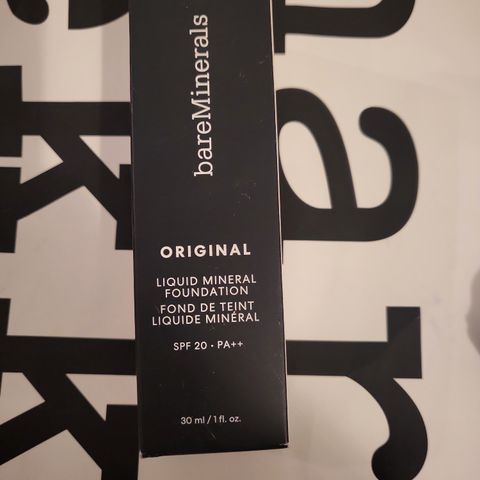 bareMinerals
ORIGINAL
LIQUID MINERAL
FOUNDATION
FOND DE TEINT
LIQUIDE MINÉRAL
SPF 20 • PA++
30 ml / 1 fl. oz.